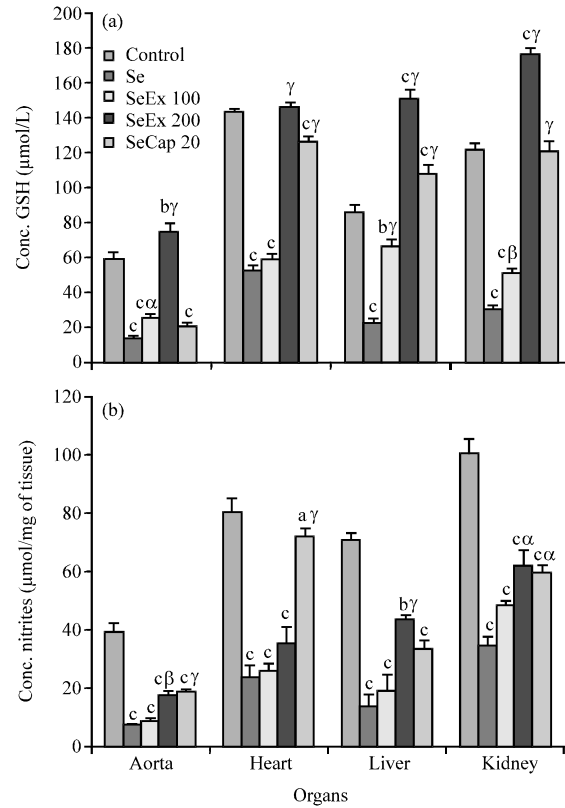 (a)
200
180
160
140
120
100
80
60
40
20
0
Conc. GSH (µmol/L)
Control
Se
SeEx 100
SeEx 200
SeCap 20
c
cα
bγ
c
c
c
γ
cγ
c
bγ
cγ
cγ
c
cβ
cγ
γ
(b)
120
100
80
60
40
20
0
Conc. nitrites (µmol/mg of tissue)
c
c
cβ
cγ
c
c
c
aγ
c
c
bγ
c
c
c
cα
cα
Aorta Heart Liver Kidney
Organs